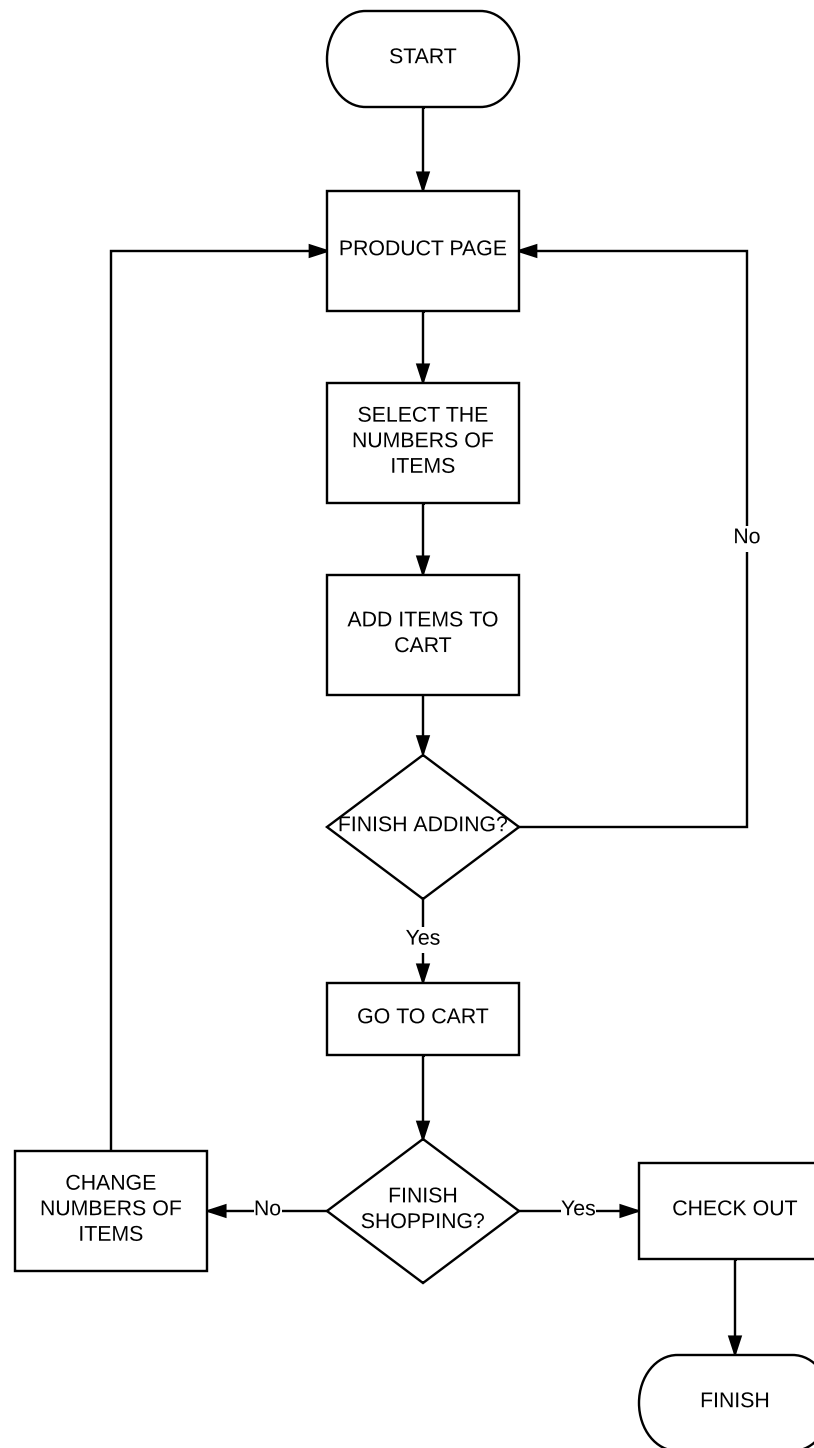 START
PRODUCT PAGE
SELECT THE
NUMBERS OF
ITEMS
No
ADD ITEMS TO
CART
FINISH ADDING?
Yes
GO TO CART
CHANGE
NUMBERS OF
ITEMS
No
FINISH
SHOPPING?
Yes
CHECK OUT
FINISH